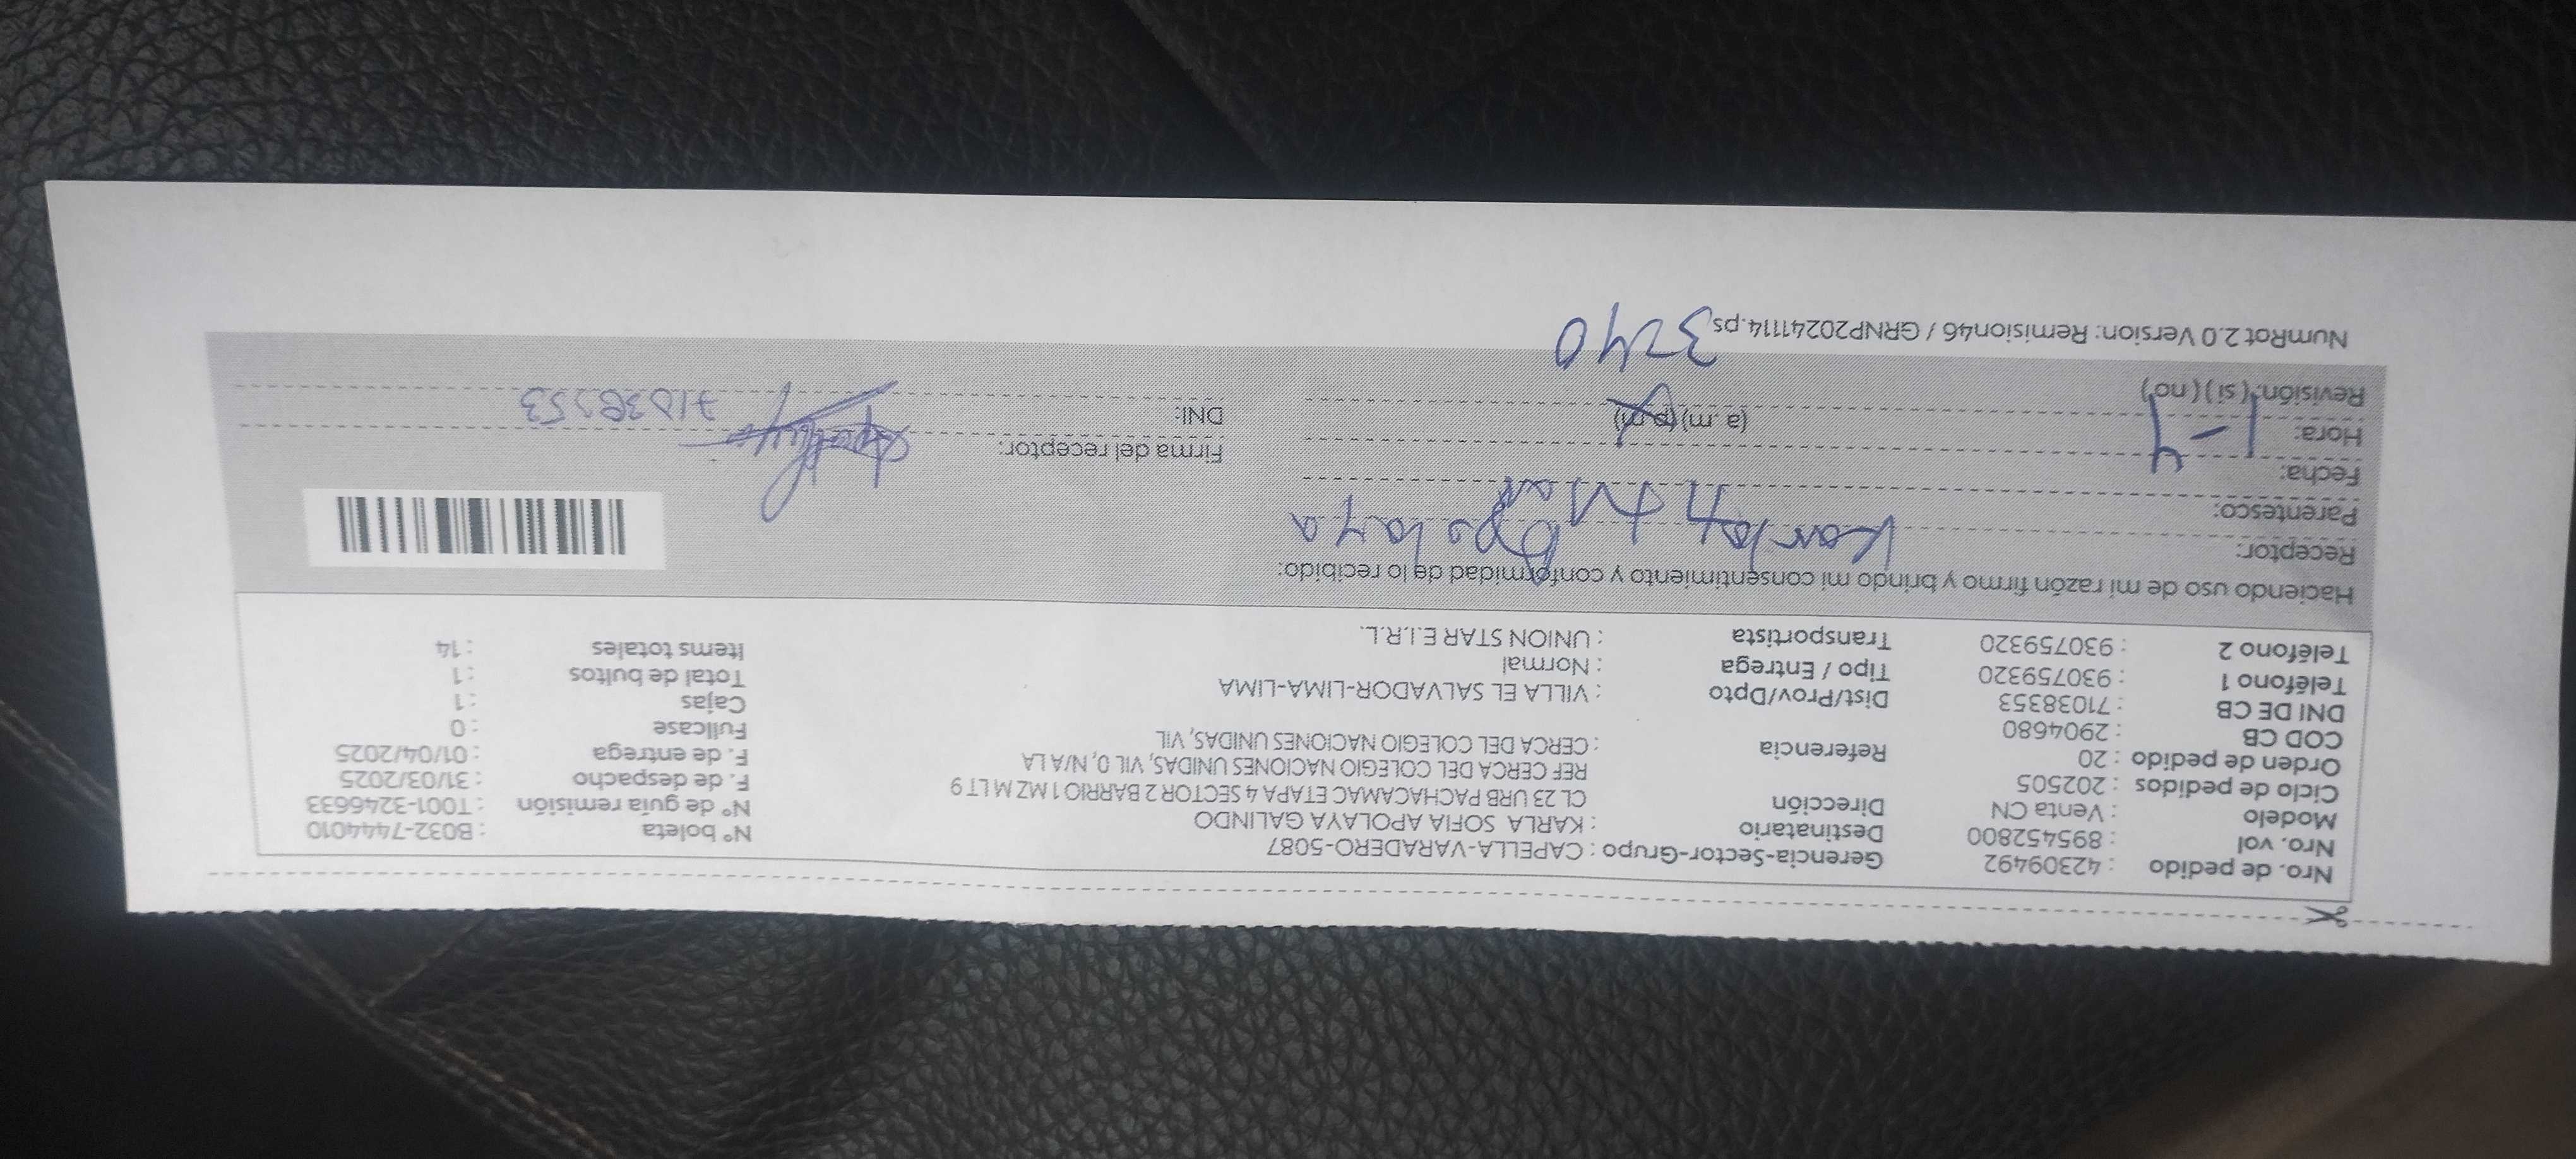 Nro. de pedido : 42309492 Gerencia-Sector-Grupo : CAPELLA-VARADERO-5087 N° boleta : B032-7444010
Nro. vol : 895452800 Destinatario : KARLA SOFIA APOLAYA GALINDO N° de guía remisión : T001-3246633
Modelo : Venta CN Dirección CL 23 URB PACHACAMAC ETAPA 4 SECTOR 2 BARRIO 1 MZ M LT 9 F. de despacho : 31/03/2025
Ciclo de pedidos : 202505 REF CERCA DEL COLEGIO NACIONES UNIDAS, VIL 0, N/A LA F. de entrega : 01/04/2025
Orden de pedido : 20 Referencia : CERCA DEL COLEGIO NACIONES UNIDAS, VIL Fullcase : 0
COD CB : 2904680 Cajas : 1
DNI DE CB : 71038353 Dist/Prov/Dpto : VILLA EL SALVADOR-LIMA-LIMA Total de bultos : 1
Teléfono 1 : 930759320 Tipo / Entrega : Normal Items totales : 14
Teléfono 2 : 930759320 Transportista : UNION STAR E.I.R.L.
Haciendo uso de mi razón firmo y brindo mi consentimiento y conformidad de lo recibido:
Receptor: Karla Apolaya
Parentesco:
Fecha: 1-4
Firma del receptor:
Hora: (a.m) (p.m)
DNI: 71038353
Revisión: (si) (no)
3240
NumRot 2.0 Version: Remision46 / GRNP20241114.ps